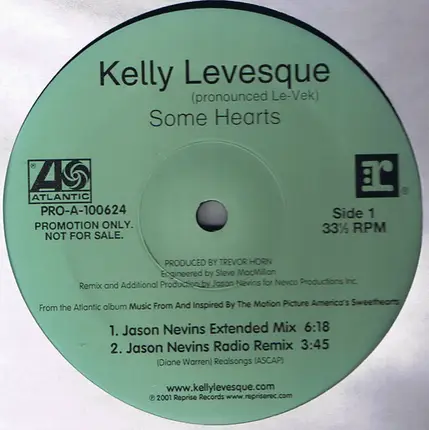 Kelly Levesque
(pronounced Le-Vek)
Some Hearts
ATLANTIC
PRO-A-100624
PROMOTION ONLY.
NOT FOR SALE.
r
Side 1
33⅓ RPM
PRODUCED BY TREVOR HORN
Engineered by Steve MacMillan
Remix and Additional Production by Jason Nevins for Nevco Productions Inc.
From the Atlantic album Music From And Inspired By The Motion Picture America's Sweethearts
1. Jason Nevins Extended Mix 6:18
2. Jason Nevins Radio Remix 3:45
(Diane Warren) Realsongs (ASCAP)
www.kellylevesque.com
℗ 2001 Reprise Records www.repriserec.com